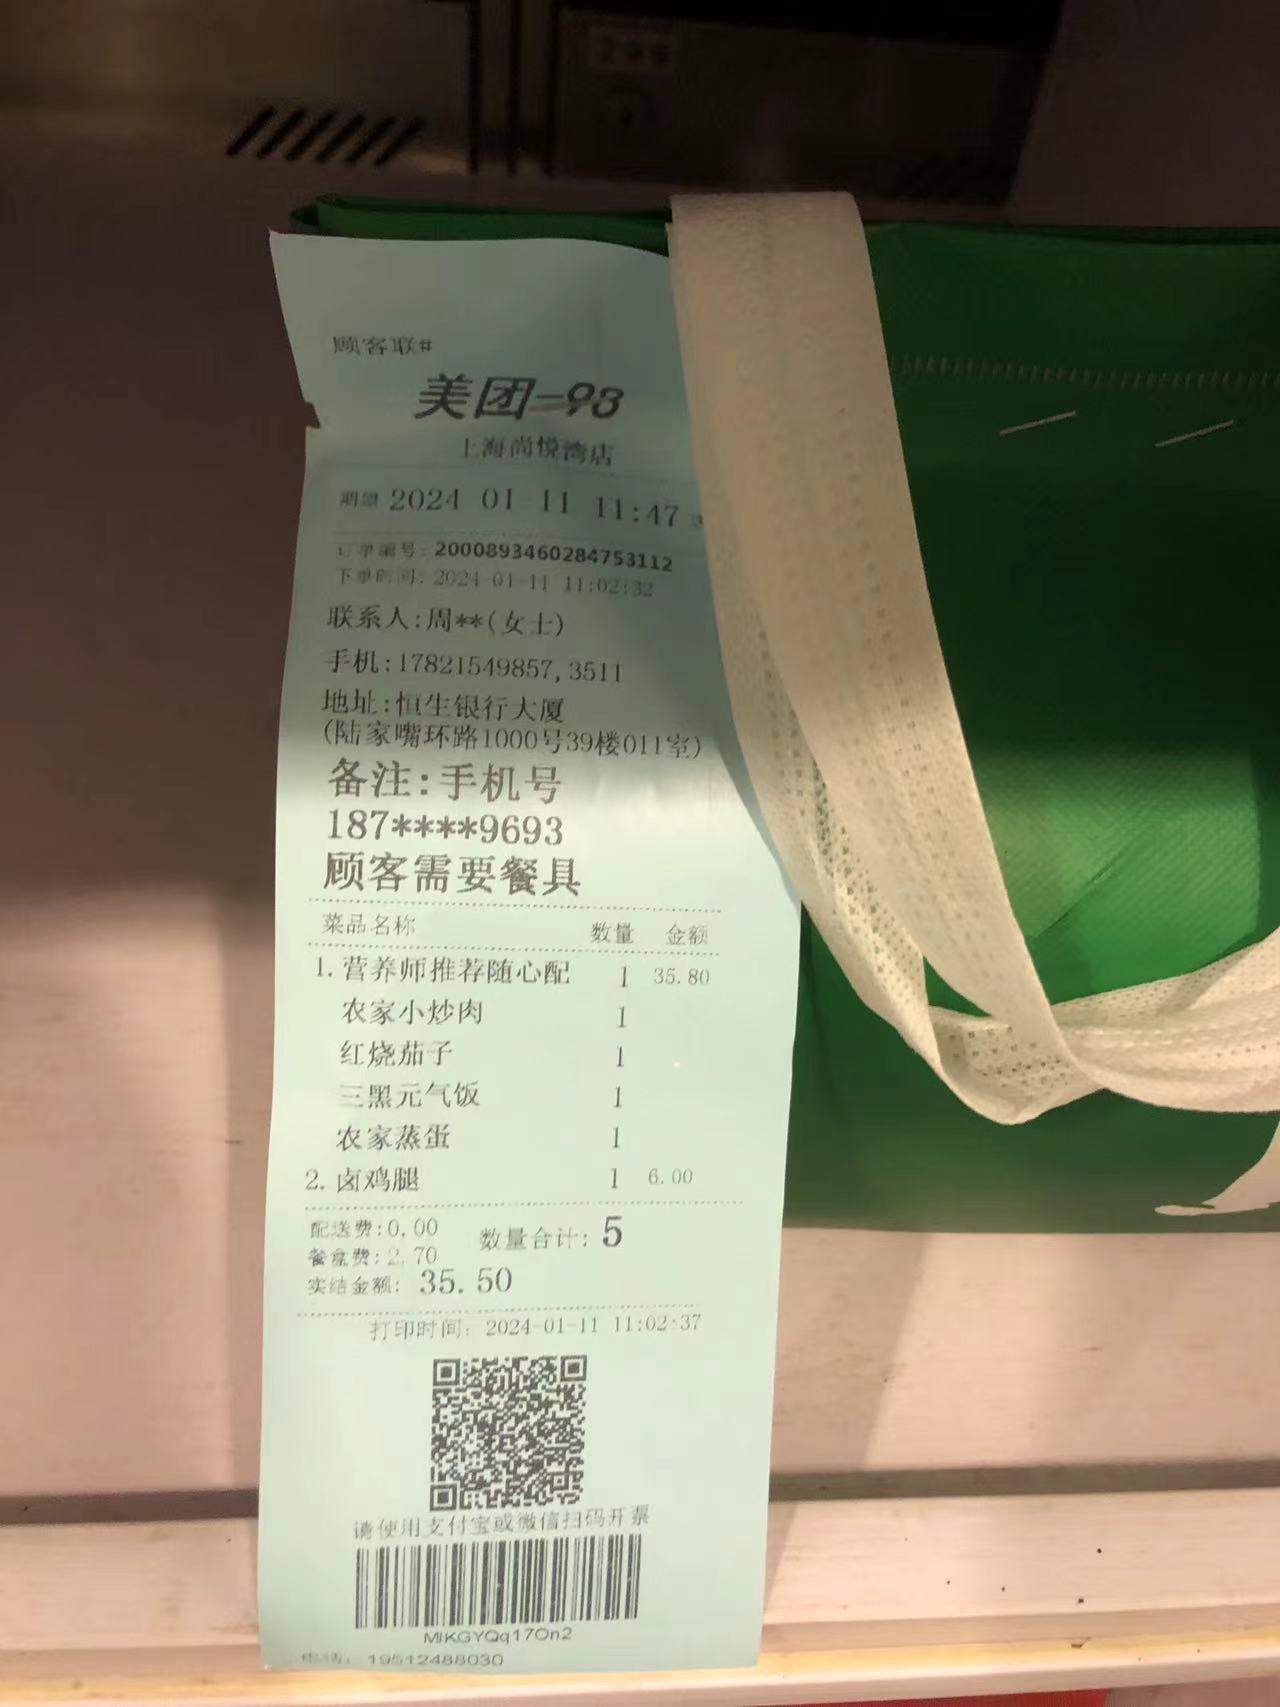 295
顾客联#
美团-93
上海尚悦湾店
期望 2024 01-11 11:47
订单编号: 2000893460284753112
下单时间: 2024-01-11 11:02:32
联系人:周**(女士)
手机:17821549857,3511
地址:恒生银行大厦
(陆家嘴环路1000号39楼011室)
备注:手机号
187****9693
顾客需要餐具
菜品名称 数量 金额
1. 营养师推荐随心配 1 35.80
农家小炒肉 1
红烧茄子 1
三黑元气饭 1
农家蒸蛋 1
2. 卤鸡腿 1 6.00
配送费:0.00 数量合计: 5
餐盒费:2.70
实结金额: 35.50
打印时间: 2024-01-11 11:02:37
请使用支付宝或微信扫码开票
MIKGYQq17On2
电话: 19512488030